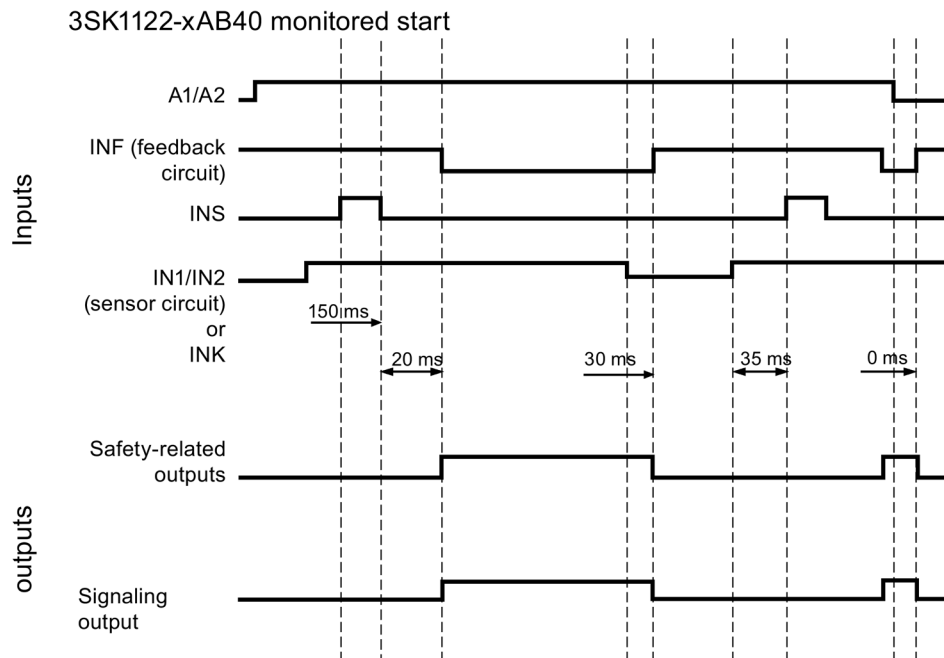 3SK1122-xAB40 monitored start
Inputs
A1/A2
INF (feedback
circuit)
INS
IN1/IN2
(sensor circuit)
or
INK
150 ms
20 ms
30 ms
35 ms
0 ms
outputs
Safety-related
outputs
Signaling
output